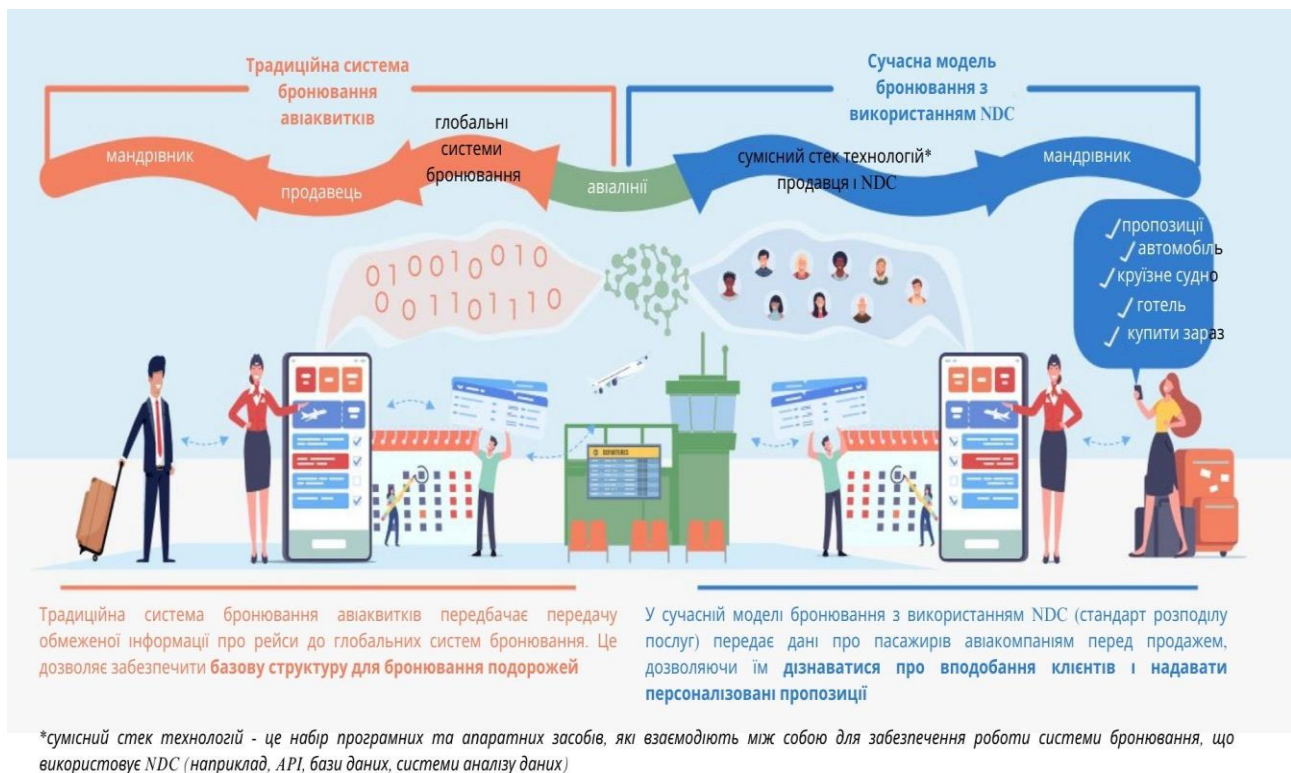 Традиційна система
бронювання
авіаквитків
Сучасна модель
бронювання з
використанням NDC
мандрівник
продавець
глобальні
системи
бронювання
авіалінії
сумісний стек технологій*
продавця і NDC
мандрівник
пропозиції
автомобіль
круїзне судно
готель
купити зараз
010010010
001101110
DEPARTURES
Традиційна система бронювання авіаквитків передбачає передачу
обмеженої інформації про рейси до глобальних систем бронювання. Це
дозволяє забезпечити базову структуру для бронювання подорожей
У сучасній моделі бронювання з використанням NDC (стандарт розподілу
послуг) передає дані про пасажирів авіакомпаніям перед продажем,
дозволяючи їм дізнаватися про вподобання клієнтів і надавати
персоналізовані пропозиції
*сумісний стек технологій - це набір програмних та апаратних засобів, які взаємодіють між собою для забезпечення роботи системи бронювання, що
використовує NDC (наприклад, API, бази даних, системи аналізу даних)